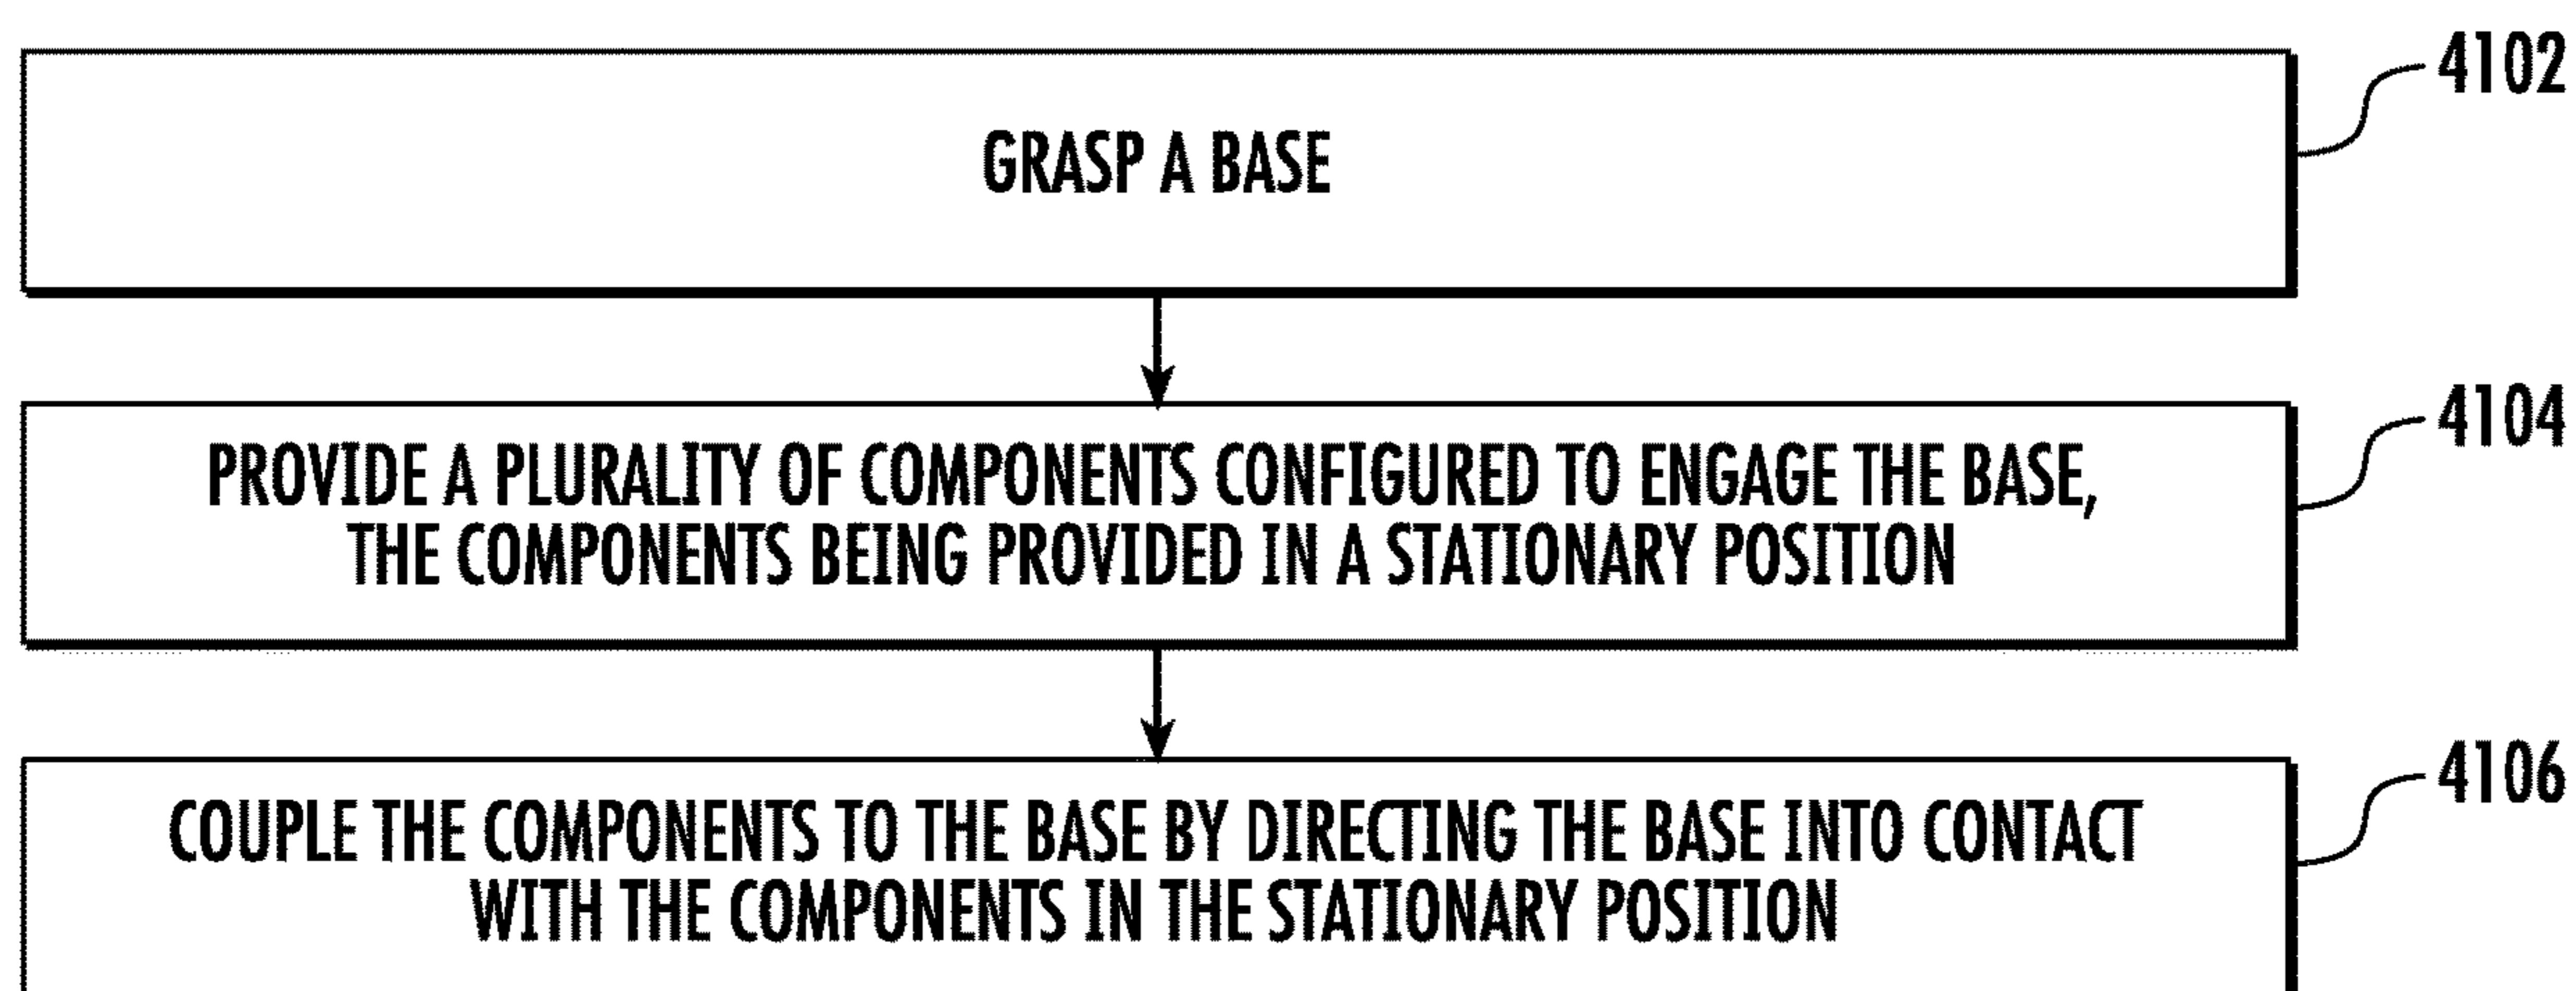 4102
GRASP A BASE
4104
PROVIDE A PLURALITY OF COMPONENTS CONFIGURED TO ENGAGE THE BASE,
THE COMPONENTS BEING PROVIDED IN A STATIONARY POSITION
4106
COUPLE THE COMPONENTS TO THE BASE BY DIRECTING THE BASE INTO CONTACT
WITH THE COMPONENTS IN THE STATIONARY POSITION